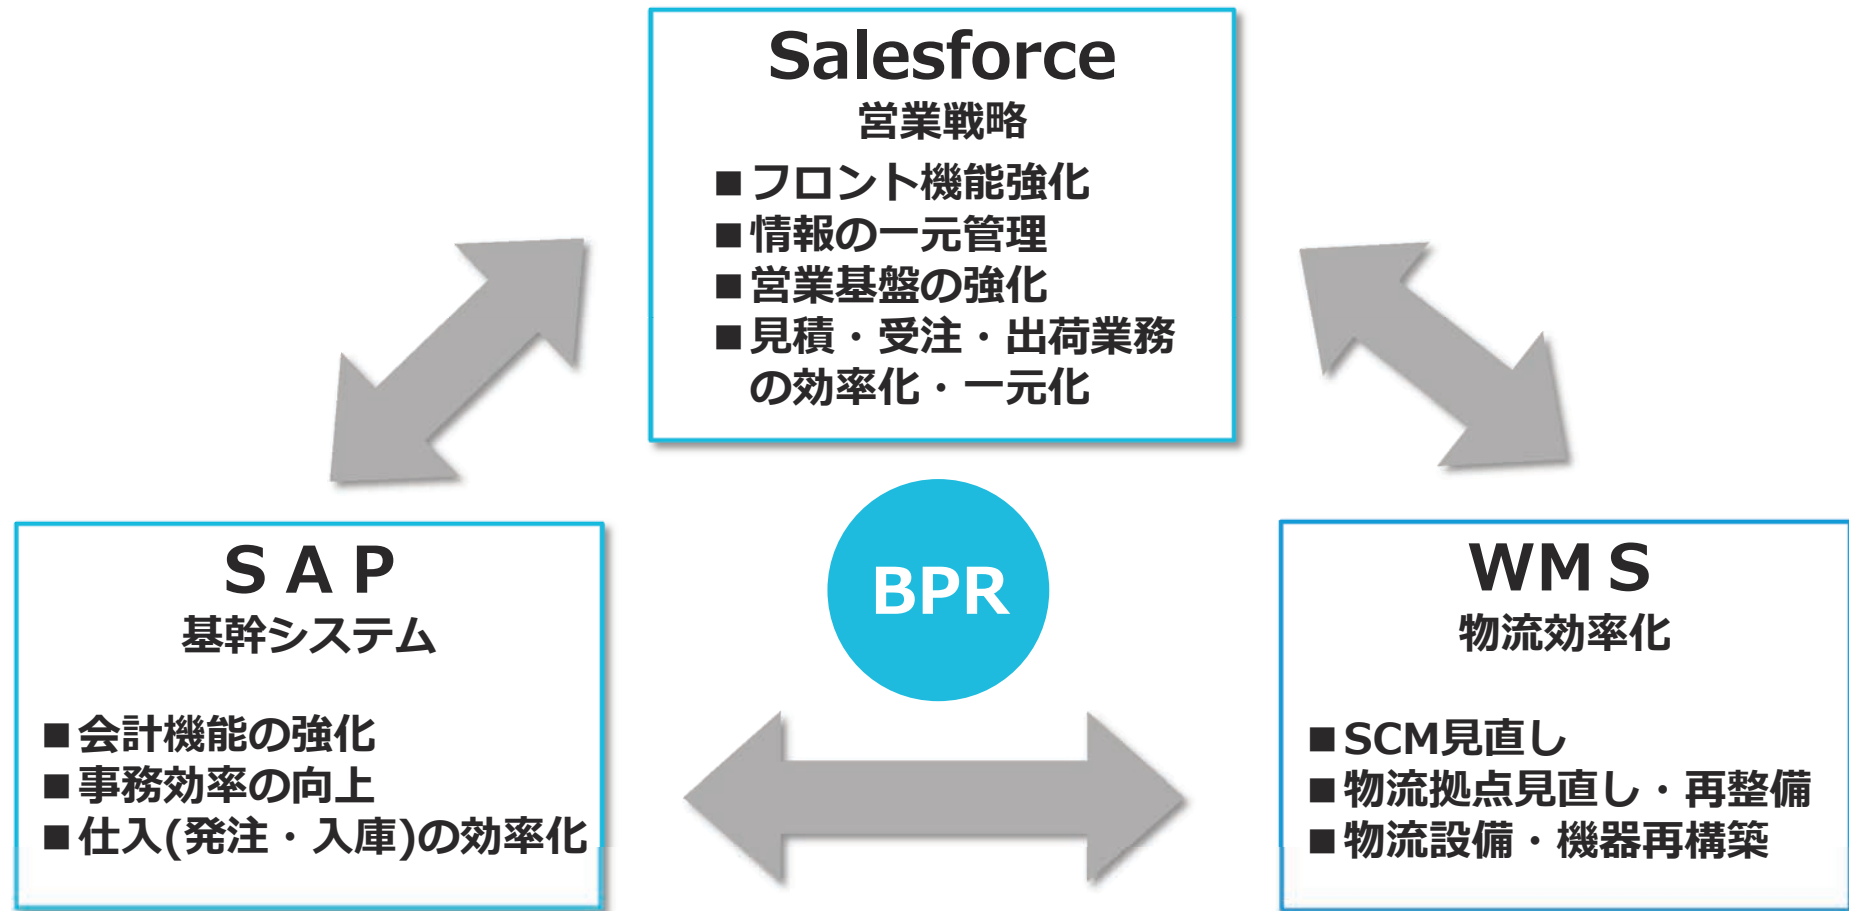 Salesforce
営業戦略
■フロント機能強化
■情報の一元管理
■営業基盤の強化
■見積・受注・出荷業務
の効率化・一元化
BPR
ＳＡＰ
基幹システム
■会計機能の強化
■事務効率の向上
■仕入(発注・入庫)の効率化
WMＳ
物流効率化
■SCM見直し
■物流拠点見直し・再整備
■物流設備・機器再構築